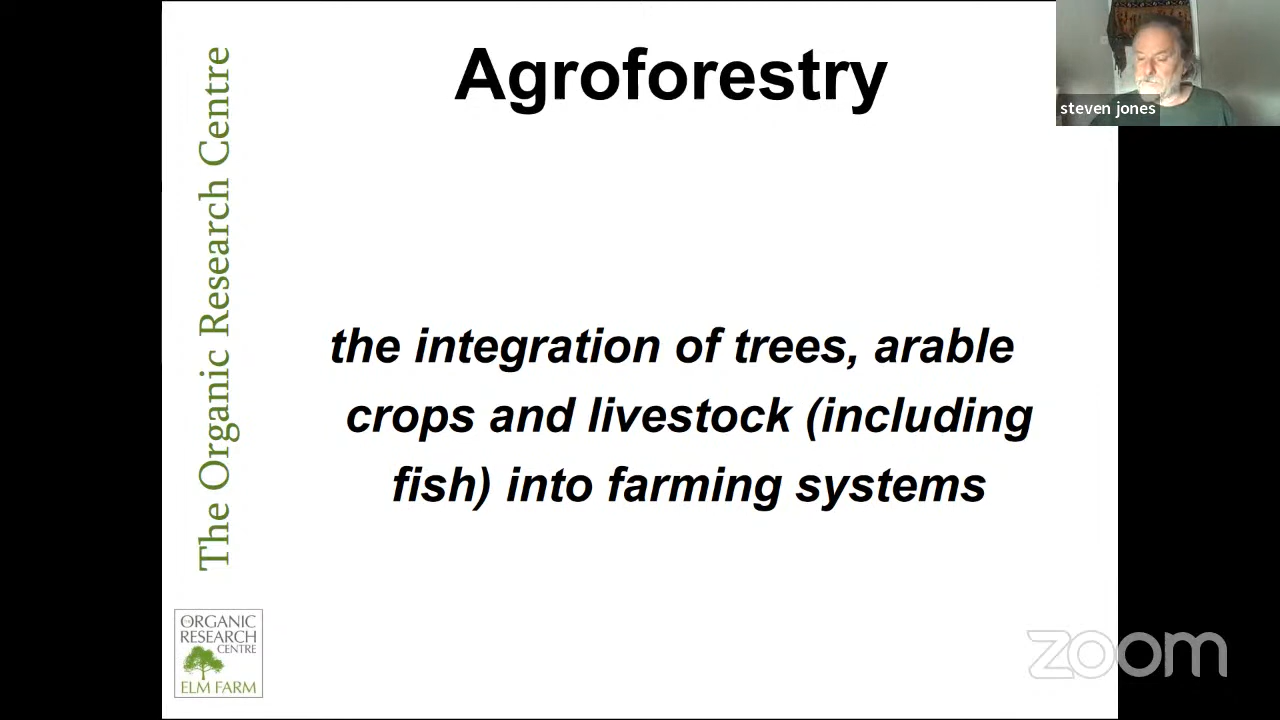 Agroforestry
the integration of trees, arable
crops and livestock (including
fish) into farming systems
The Organic Research Centre
THE
ORGANIC
RESEARCH
CENTRE
ELM FARM
steven jones
zoom